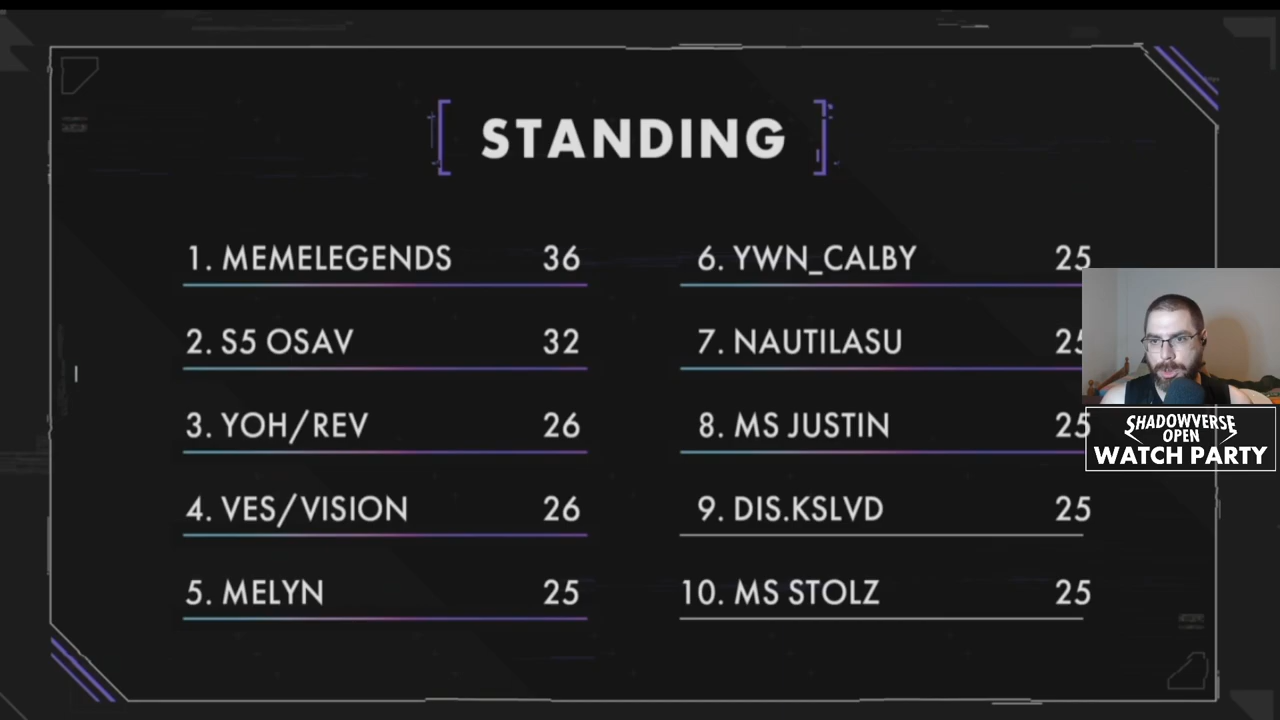 STANDING
1. MEMELEGENDS 36
2. S5 OSAV 32
3. YOH/REV 26
4. VES/VISION 26
5. MELYN 25
6. YWN_CALBY 25
7. NAUTILASU 25
8. MS JUSTIN 25
9. DIS.KSLVD 25
10. MS STOLZ 25
SHADOWVERSE
OPEN
WATCH PARTY